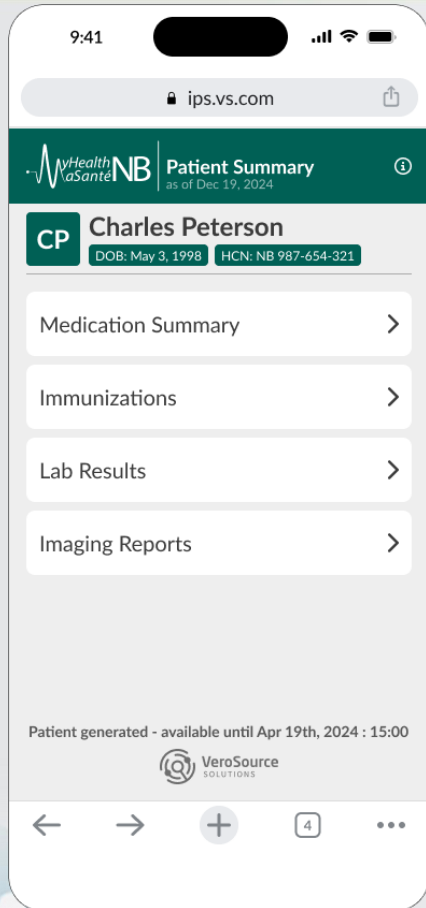 9:41
ips.vs.com
MyHealth
MaSanté
NB
Patient Summary
as of Dec 19, 2024
CP
Charles Peterson
DOB: May 3, 1998
HCN: NB 987-654-321
Medication Summary
Immunizations
Lab Results
Imaging Reports
Patient generated - available until Apr 19th, 2024 : 15:00
VeroSource
SOLUTIONS
4